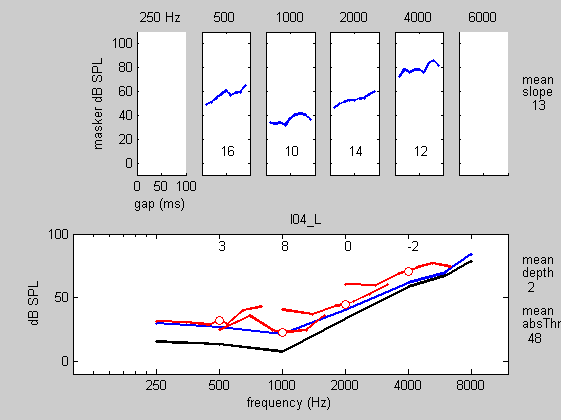 250 Hz 500 1000 2000 4000 6000
100
80
60
40
20
0
masker dB SPL
16 10 14 12
mean
slope
13
0 50 100
gap (ms)
I04_L
100
50
0
dB SPL
3 8 0 -2
mean
depth
2
mean
absThr
48
250 500 1000 2000 4000 8000
frequency (Hz)